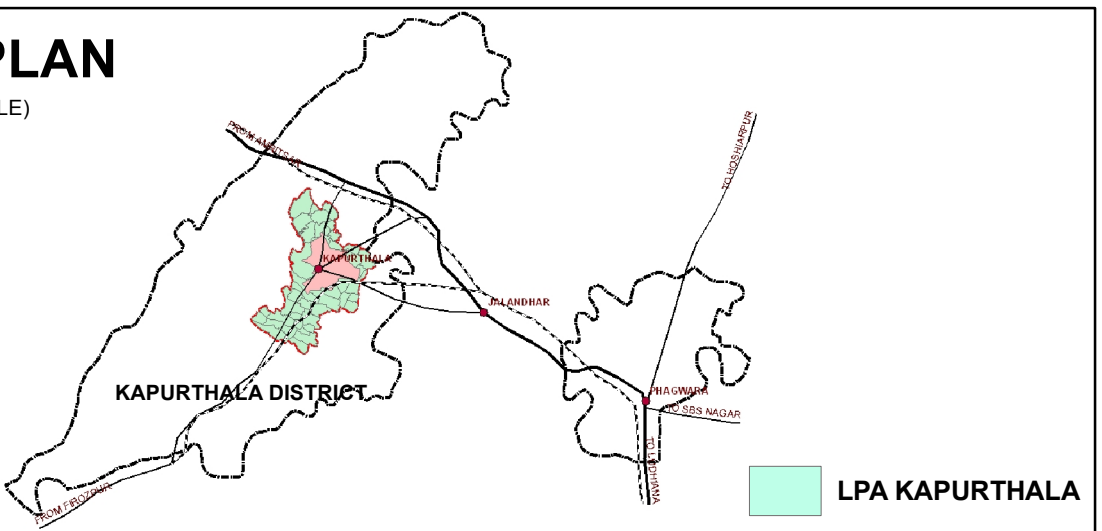 PLAN
LE)
FROM AMRITSAR
TO HOSHIARPUR
KAPURTHALA
JALANDHAR
KAPURTHALA DISTRICT
PHAGWARA
TO SBS NAGAR
TO LUDHIANA
FROM FIROZPUR
LPA KAPURTHALA